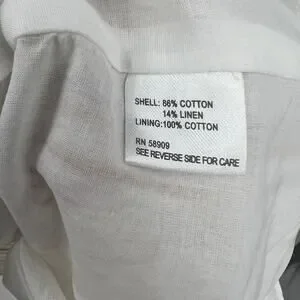 SHELL: 86% COTTON
14% LINEN
LINING:100% COTTON
RN 58909
SEE REVERSE SIDE FOR CARE